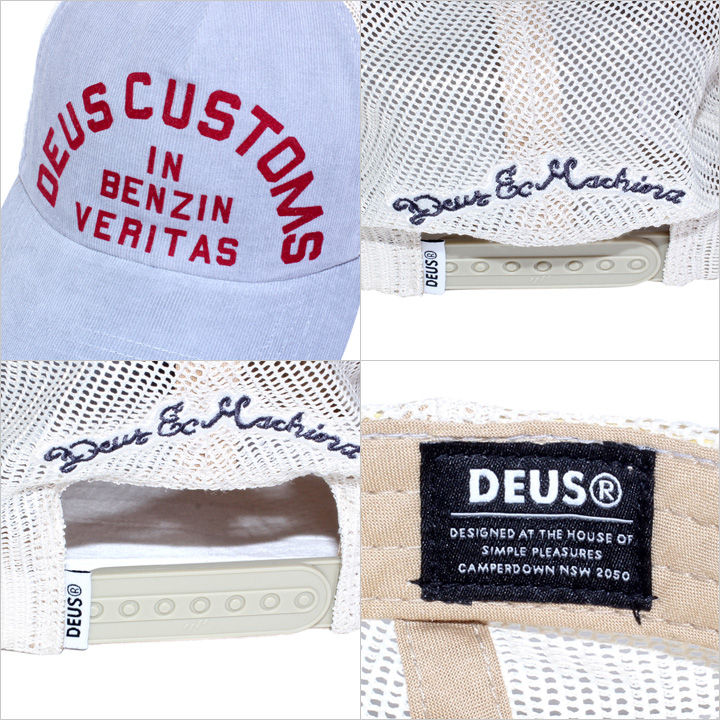 DEUS CUSTOMS
IN
BENZIN
VERITAS
Deus Ex Machina
DEUS®
Deus Ex Machina
DEUS®
DEUS®
DESIGNED AT THE HOUSE OF
SIMPLE PLEASURES
CAMPERDOWN NSW 2050